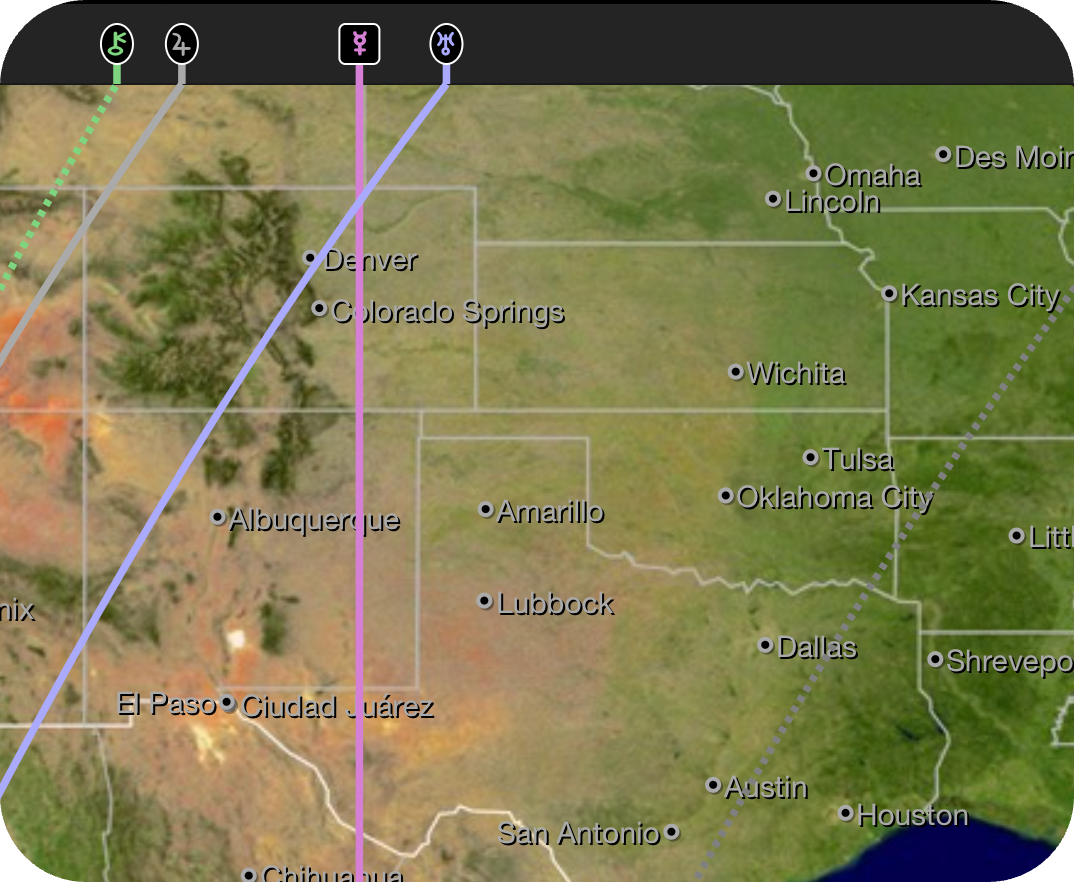 Des Moin
Omaha
Lincoln
Denver
Kansas City
Colorado Springs
Wichita
Tulsa
Oklahoma City
Amarillo
Albuquerque
Littl
Lubbock
nix
Dallas
Shrevepo
El Paso
Ciudad Juárez
Austin
Houston
San Antonio
Chihuahua